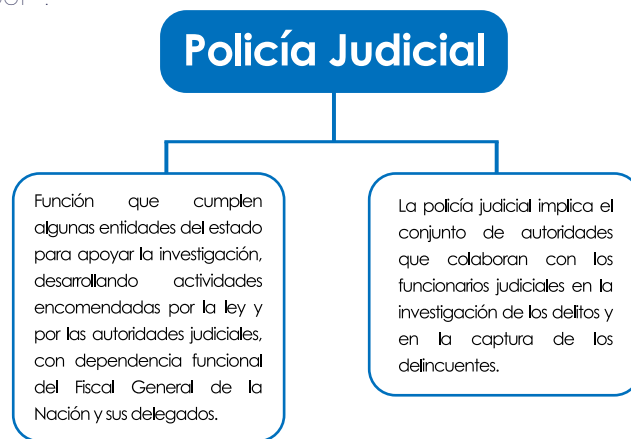 Policía Judicial
Función que cumplen
algunas entidades del estado
para apoyar la investigación,
desarrollando actividades
encomendadas por la ley y
por las autoridades judiciales,
con dependencia funcional
del Fiscal General de la
Nación y sus delegados.
La policía judicial implica el
conjunto de autoridades
que colaboran con los
funcionarios judiciales en la
investigación de los delitos y
en la captura de los
delincuentes.